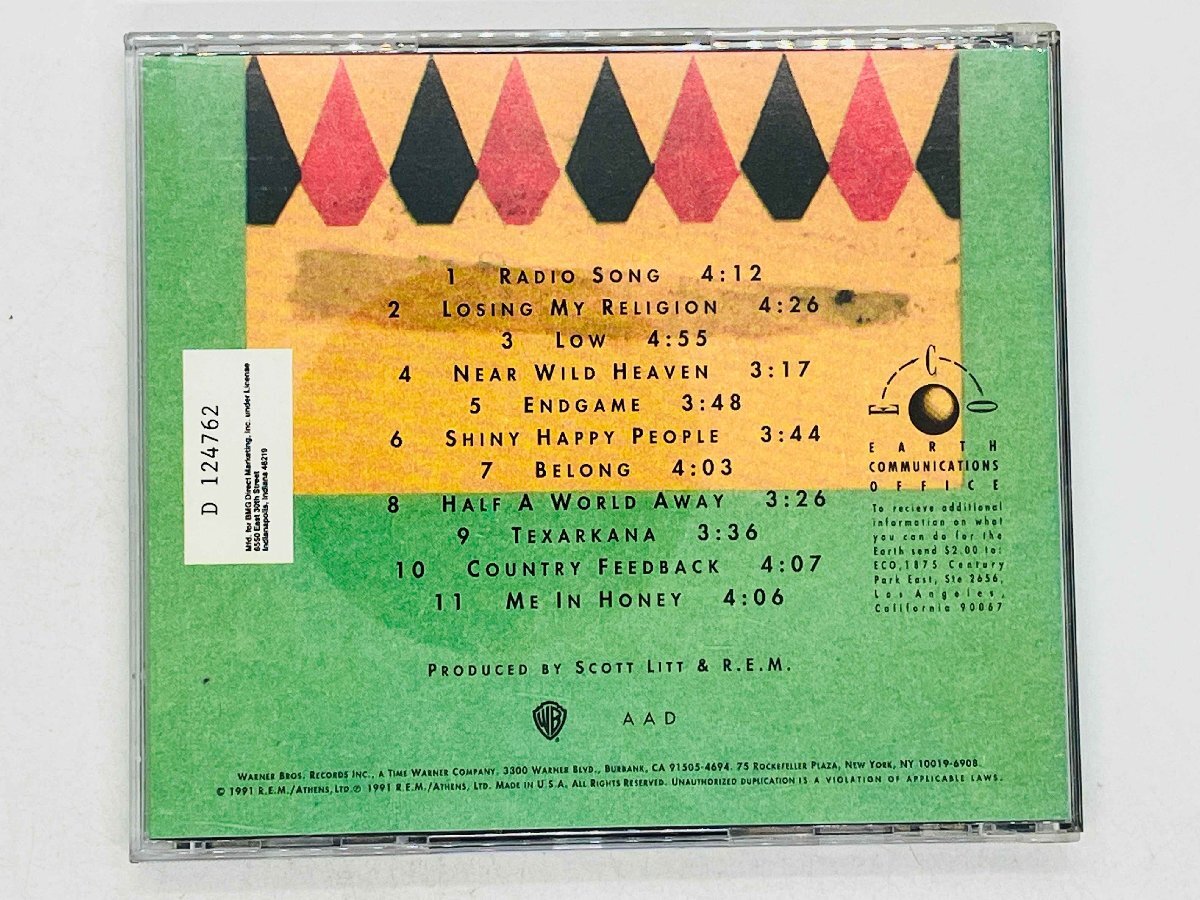 1 Radio Song 4:12
2 Losing My Religion 4:26
3 Low 4:55
4 Near Wild Heaven 3:17
5 Endgame 3:48
6 Shiny Happy People 3:44
7 Belong 4:03
8 Half A World Away 3:26
9 Texarkana 3:36
10 Country Feedback 4:07
11 Me In Honey 4:06
Produced by Scott Litt & R.E.M.
WB
AAD
Warner Bros. Records Inc., a Time Warner Company, 3300 Warner Blvd., Burbank, CA 91505-4694. 75 Rockefeller Plaza, New York, NY 10019-6908.
© 1991 R.E.M./Athens, Ltd. ℗ 1991 R.E.M./Athens, Ltd. Made in U.S.A. All Rights Reserved. Unauthorized duplication is a violation of applicable laws.
D 124762
Mfd. for BMG Direct Marketing, Inc. under License
6550 East 30th Street
Indianapolis, Indiana 46219
E C O
EARTH
COMMUNICATIONS
OFFICE
To recieve additional
information on what
you can do for the
Earth send $2.00 to:
ECO, 1875 Century
Park East, Ste 2656,
Los Angeles,
California 90067